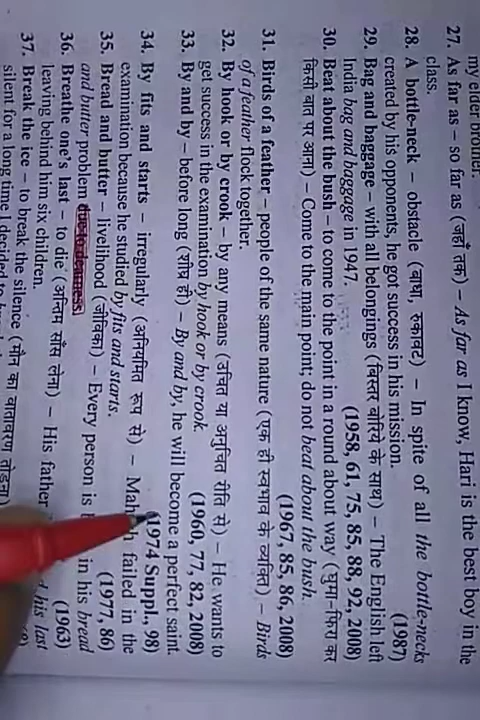 my elder brother.
27. As far as – so far as (जहाँ तक) – As far as I know, Hari is the best boy in the
class.
28. A bottle-neck – obstacle (बाधा, रुकावट) – In spite of all the bottle-necks
created by his opponents, he got success in his mission. (1987)
29. Bag and baggage – with all belongings (बिस्तर बोरिये के साथ) – The English left
India bag and baggage in 1947. (1958, 61, 75, 85, 88, 92, 2008)
30. Beat about the bush – to come to the point in a round about way (घुमा-फिरा कर
किसी बात पर आना) – Come to the main point; do not beat about the bush.
(1967, 85, 86, 2008)
31. Birds of a feather – people of the same nature (एक ही स्वभाव के व्यक्ति) – Birds
of a feather flock together.
32. By hook or by crook – by any means (उचित या अनुचित रीति से) – He wants to
get success in the examination by hook or by crook. (1960, 77, 82, 2008)
33. By and by – before long (शीघ्र ही) – By and by, he will become a perfect saint.
1974 Suppl., 98)
34. By fits and starts – irregularly (अनियमित रूप से) – failed in the
examination because he studied by fits and starts. (1977, 86)
35. Bread and butter – livelihood (जीविका) – Every person is in his bread
and butter problem due to dearness. (1963)
36. Breathe one's last – to die (अन्तिम साँस लेना) – His father his last
leaving behind him six children.
37. Break the ice – to break the silence (मौन का वातावरण तोड़ना)
silent for a long time I decided to